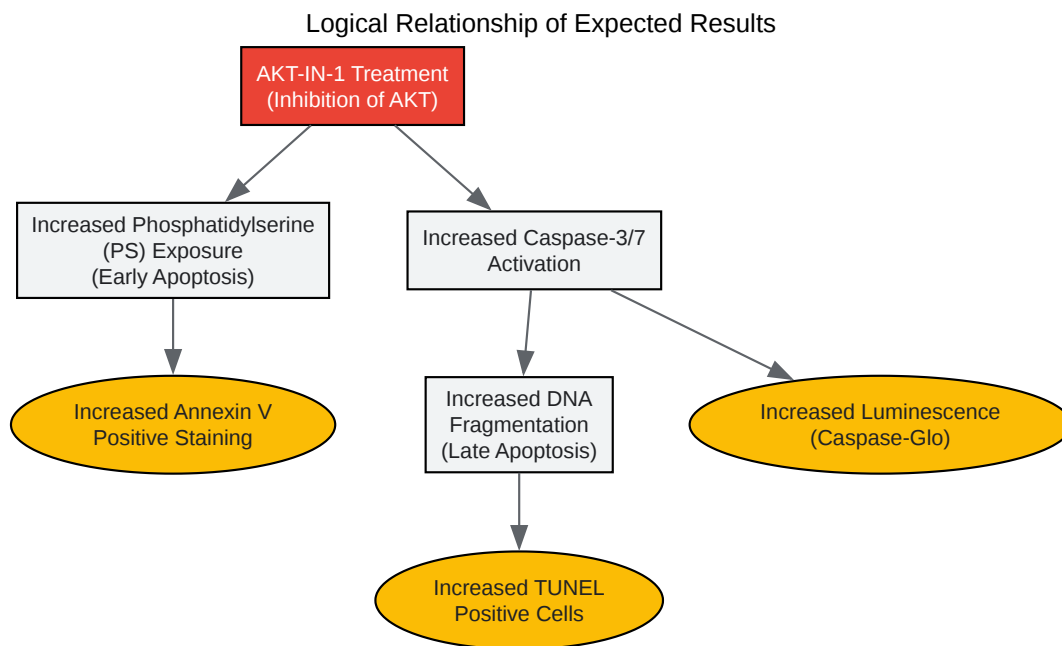 Logical Relationship of Expected Results
AKT-IN-1 Treatment
(Inhibition of AKT)
Increased Phosphatidylserine
(PS) Exposure
(Early Apoptosis)
Increased Caspase-3/7
Activation
Increased Annexin V
Positive Staining
Increased DNA
Fragmentation
(Late Apoptosis)
Increased Luminescence
(Caspase-Glo)
Increased TUNEL
Positive Cells